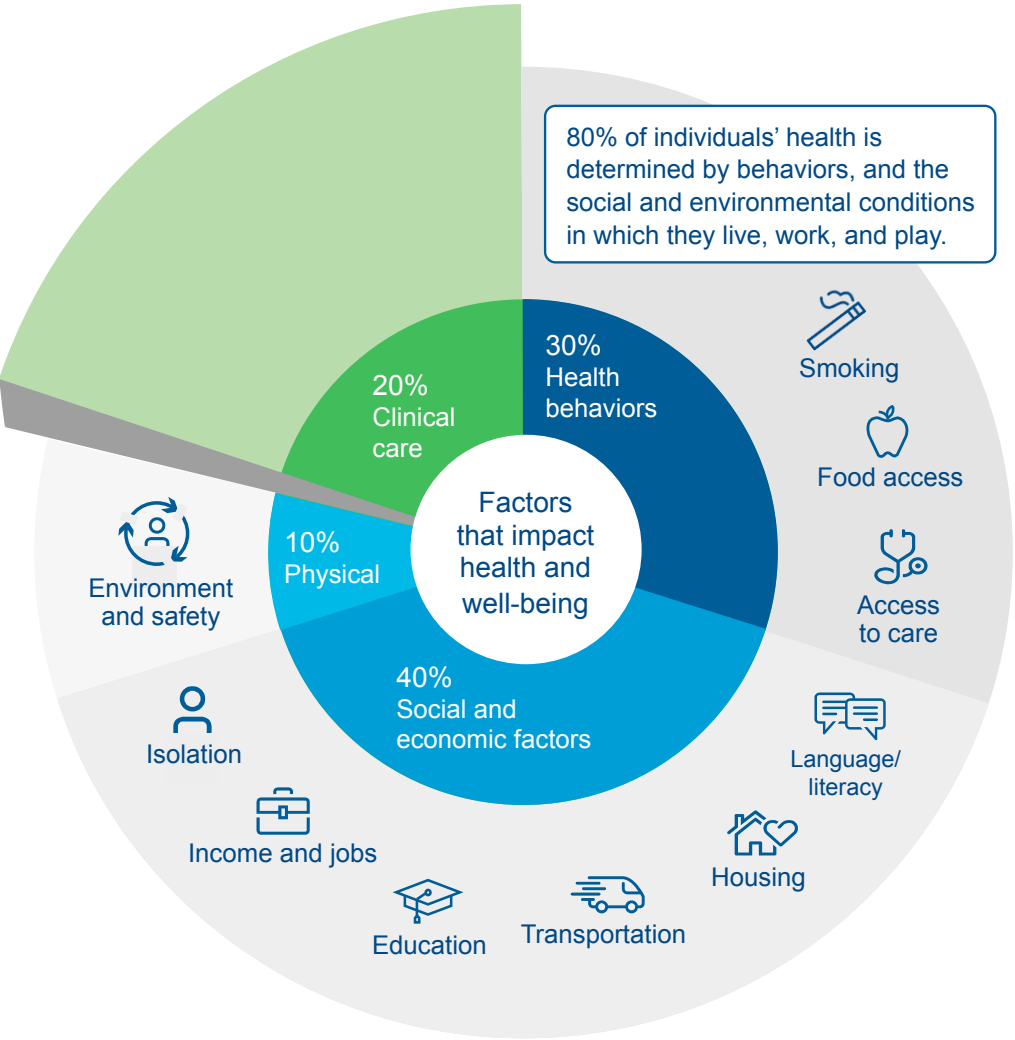 80% of individuals’ health is
determined by behaviors, and the
social and environmental conditions
in which they live, work, and play.
30%
Health
behaviors
20%
Clinical
care
10%
Physical
40%
Social and
economic factors
Factors
that impact
health and
well-being
Smoking
Food access
Access
to care
Language/
literacy
Housing
Transportation
Education
Income and jobs
Isolation
Environment
and safety